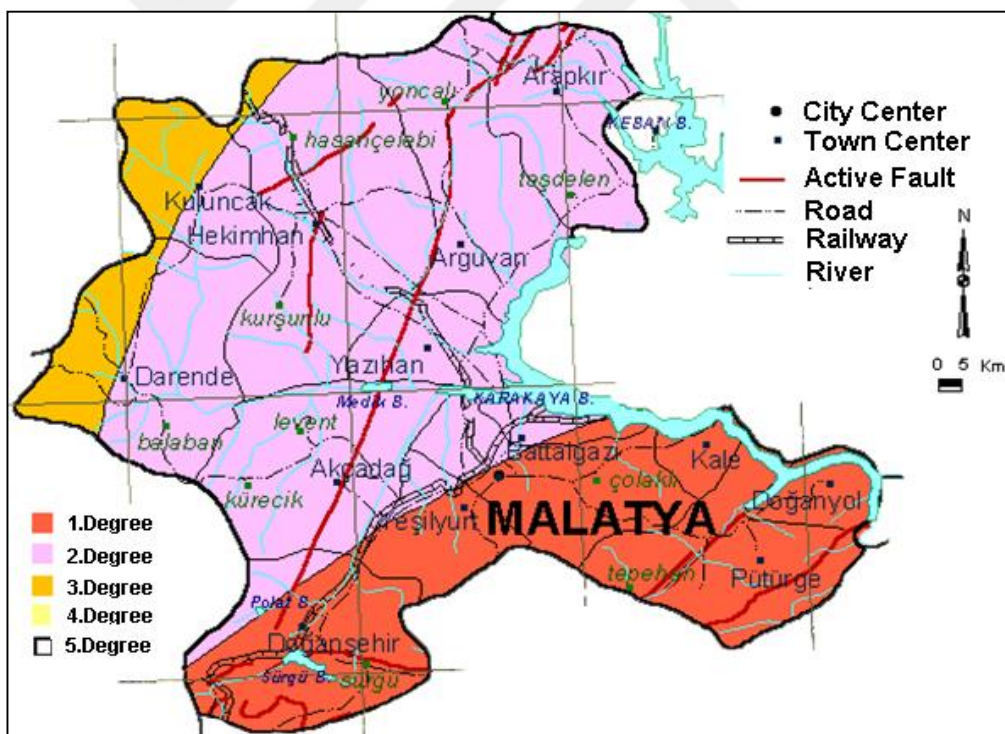 Arapkır
yoncalı
City Center
KEBAN B.
Town Center
hasançelebi
Active Fault
taşdelen
Kuluncak
Road
Hekimhan
N
Railway
Arguvan
River
kurşunlu
Yazıhan
0 5 Km
Darende
Medik B.
KARAKAYA B.
balaban
levent
Battalgazi
Kale
Akçadağ
kürecik
çolaklı
Doğanyol
Yeşilyurt
MALATYA
1.Degree
2.Degree
3.Degree
4.Degree
5.Degree
tepehan
Pütürge
Polat B.
Doğanşehir
Sürgü B.
sürgü